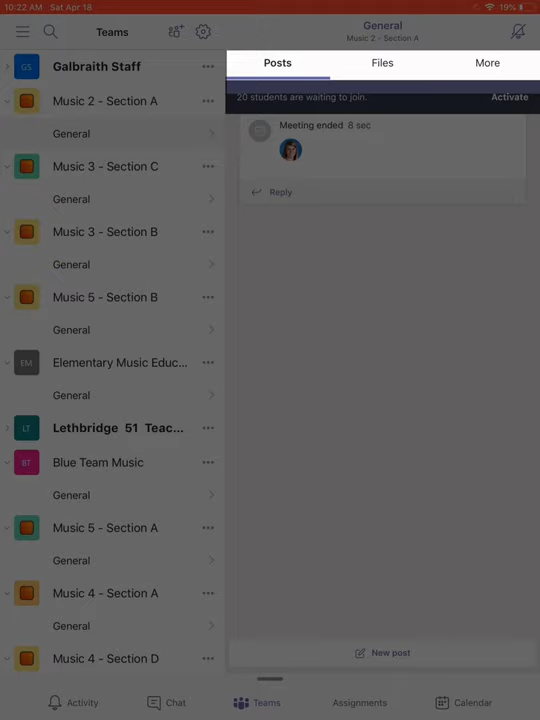 10:22 AM Sat Apr 18
19%
Teams
General
Music 2 - Section A
GS Galbraith Staff
Music 2 - Section A
General
Music 3 - Section C
General
Music 3 - Section B
General
Music 5 - Section B
General
EM Elementary Music Educ...
General
LT Lethbridge 51 Teac...
BT Blue Team Music
General
Music 5 - Section A
General
Music 4 - Section A
General
Music 4 - Section D
Posts Files More
20 students are waiting to join. Activate
Meeting ended 8 sec
Reply
New post
Activity Chat Teams Assignments Calendar